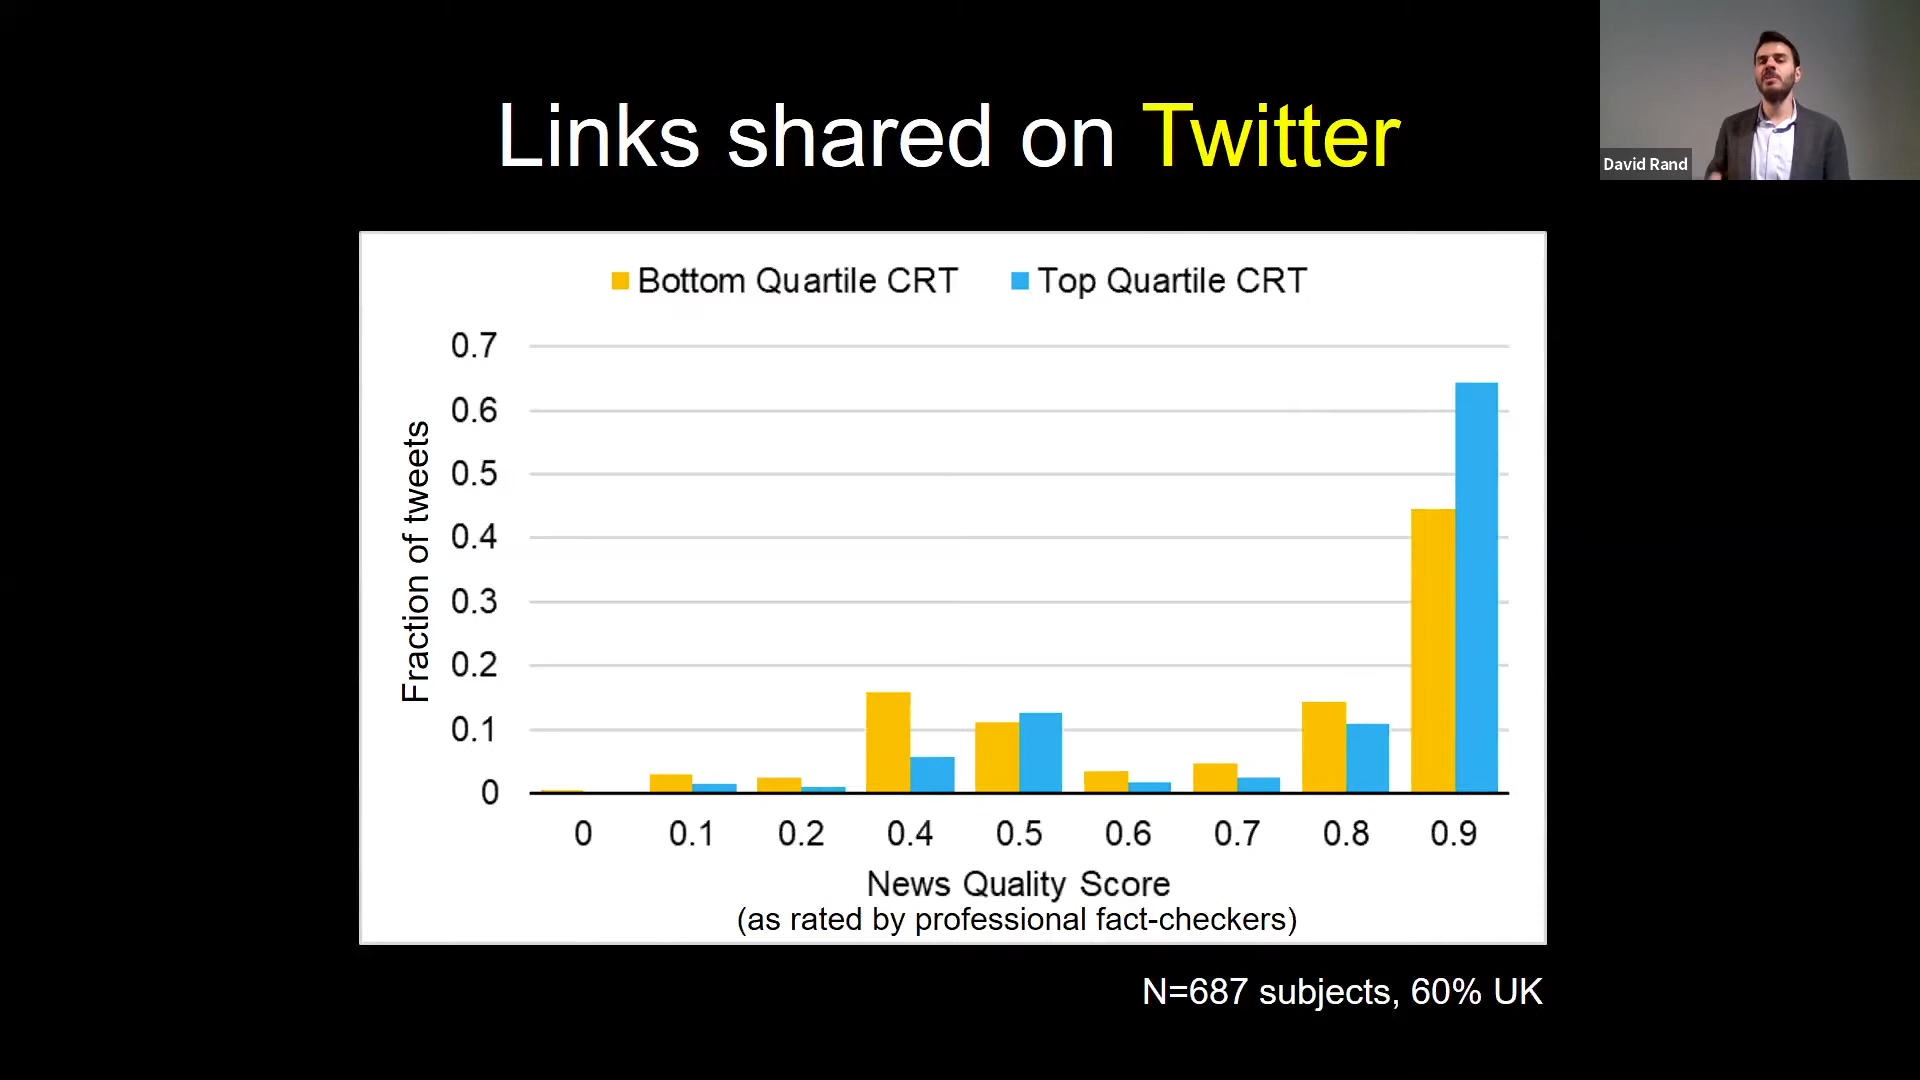 Links shared on Twitter
David Rand
Bottom Quartile CRT Top Quartile CRT
0.7
0.6
0.5
0.4
0.3
0.2
0.1
0
Fraction of tweets
0 0.1 0.2 0.4 0.5 0.6 0.7 0.8 0.9
News Quality Score
(as rated by professional fact-checkers)
N=687 subjects, 60% UK